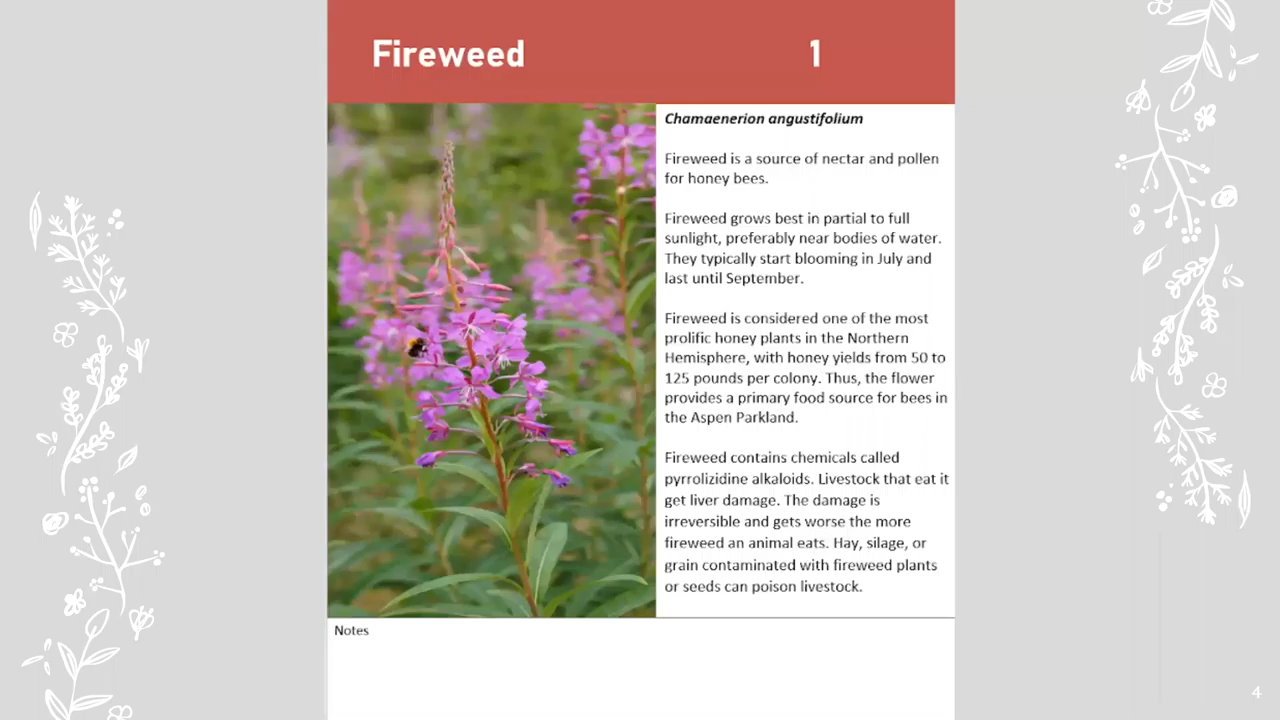 Fireweed 1
Chamaenerion angustifolium
Fireweed is a source of nectar and pollen
for honey bees.
Fireweed grows best in partial to full
sunlight, preferably near bodies of water.
They typically start blooming in July and
last until September.
Fireweed is considered one of the most
prolific honey plants in the Northern
Hemisphere, with honey yields from 50 to
125 pounds per colony. Thus, the flower
provides a primary food source for bees in
the Aspen Parkland.
Fireweed contains chemicals called
pyrrolizidine alkaloids. Livestock that eat it
get liver damage. The damage is
irreversible and gets worse the more
fireweed an animal eats. Hay, silage, or
grain contaminated with fireweed plants
or seeds can poison livestock.
Notes
4